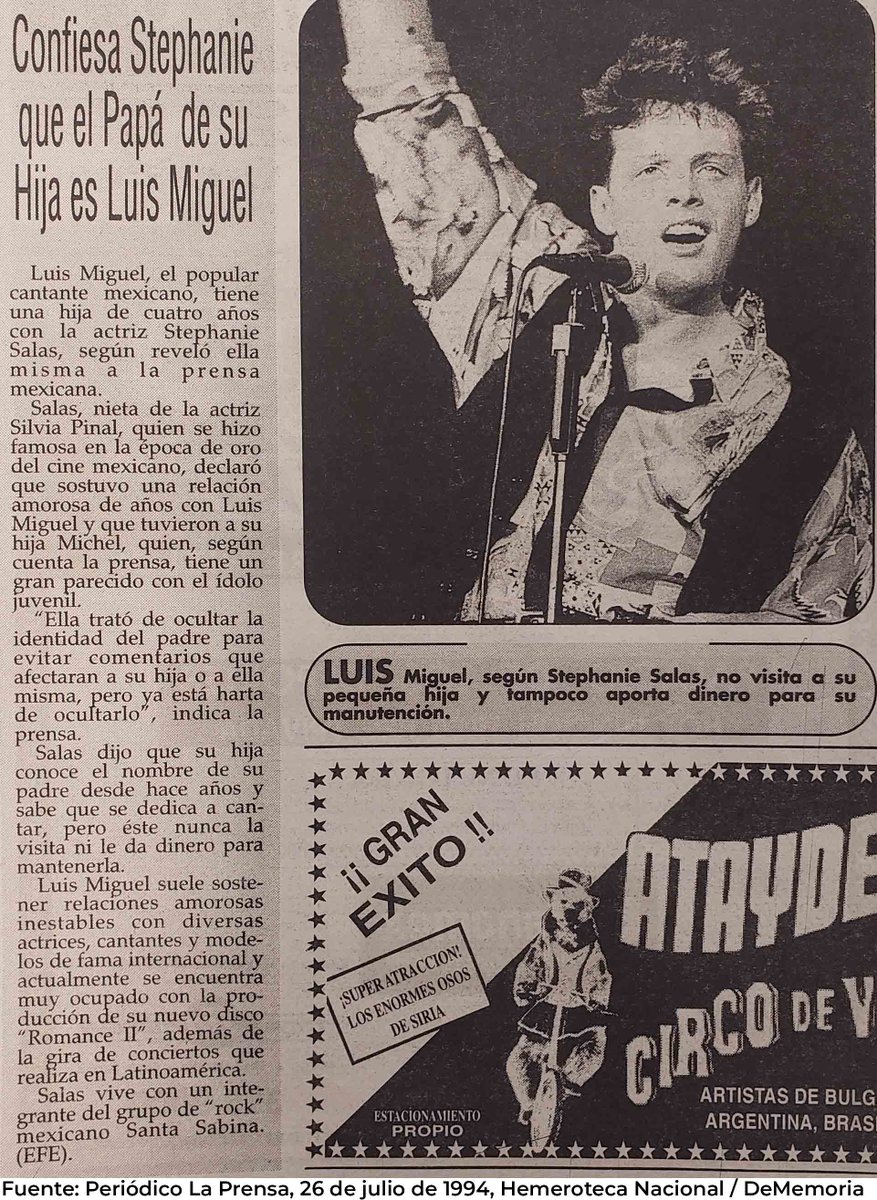 Confiesa Stephanie
que el Papá de su
Hija es Luis Miguel
Luis Miguel, el popular
cantante mexicano, tiene
una hija de cuatro años
con la actriz Stephanie
Salas, según reveló ella
misma a la prensa
mexicana.
Salas, nieta de la actriz
Silvia Pinal, quien se hizo
famosa en la época de oro
del cine mexicano, declaró
que sostuvo una relación
amorosa de años con Luis
Miguel y que tuvieron a su
hija Michel, quien, según
cuenta la prensa, tiene un
gran parecido con el ídolo
juvenil.
“Ella trató de ocultar la
identidad del padre para
evitar comentarios que
afectaran a su hija o a ella
misma, pero ya está harta
de ocultarlo”, indica la
prensa.
Salas dijo que su hija
conoce el nombre de su
padre desde hace años y
sabe que se dedica a can-
tar, pero éste nunca la
visita ni le da dinero para
mantenerla.
Luis Miguel suele soste-
ner relaciones amorosas
inestables con diversas
actrices, cantantes y mode-
los de fama internacional y
actualmente se encuentra
muy ocupado con la pro-
ducción de su nuevo disco
“Romance II”, además de
la gira de conciertos que
realiza en Latinoamérica.
Salas vive con un inte-
grante del grupo de “rock”
mexicano Santa Sabina.
(EFE).
LUIS Miguel, según Stephanie Salas, no visita a su
pequeña hija y tampoco aporta dinero para su
manutención.
¡¡ GRAN
EXITO !!
¡SUPER ATRACCION!
LOS ENORMES OSOS
DE SIRIA
ESTACIONAMIENTO
PROPIO
ATAYDE
CIRCO DE V
ARTISTAS DE BULG
ARGENTINA, BRAS
Fuente: Periódico La Prensa, 26 de julio de 1994, Hemeroteca Nacional / DeMemoria